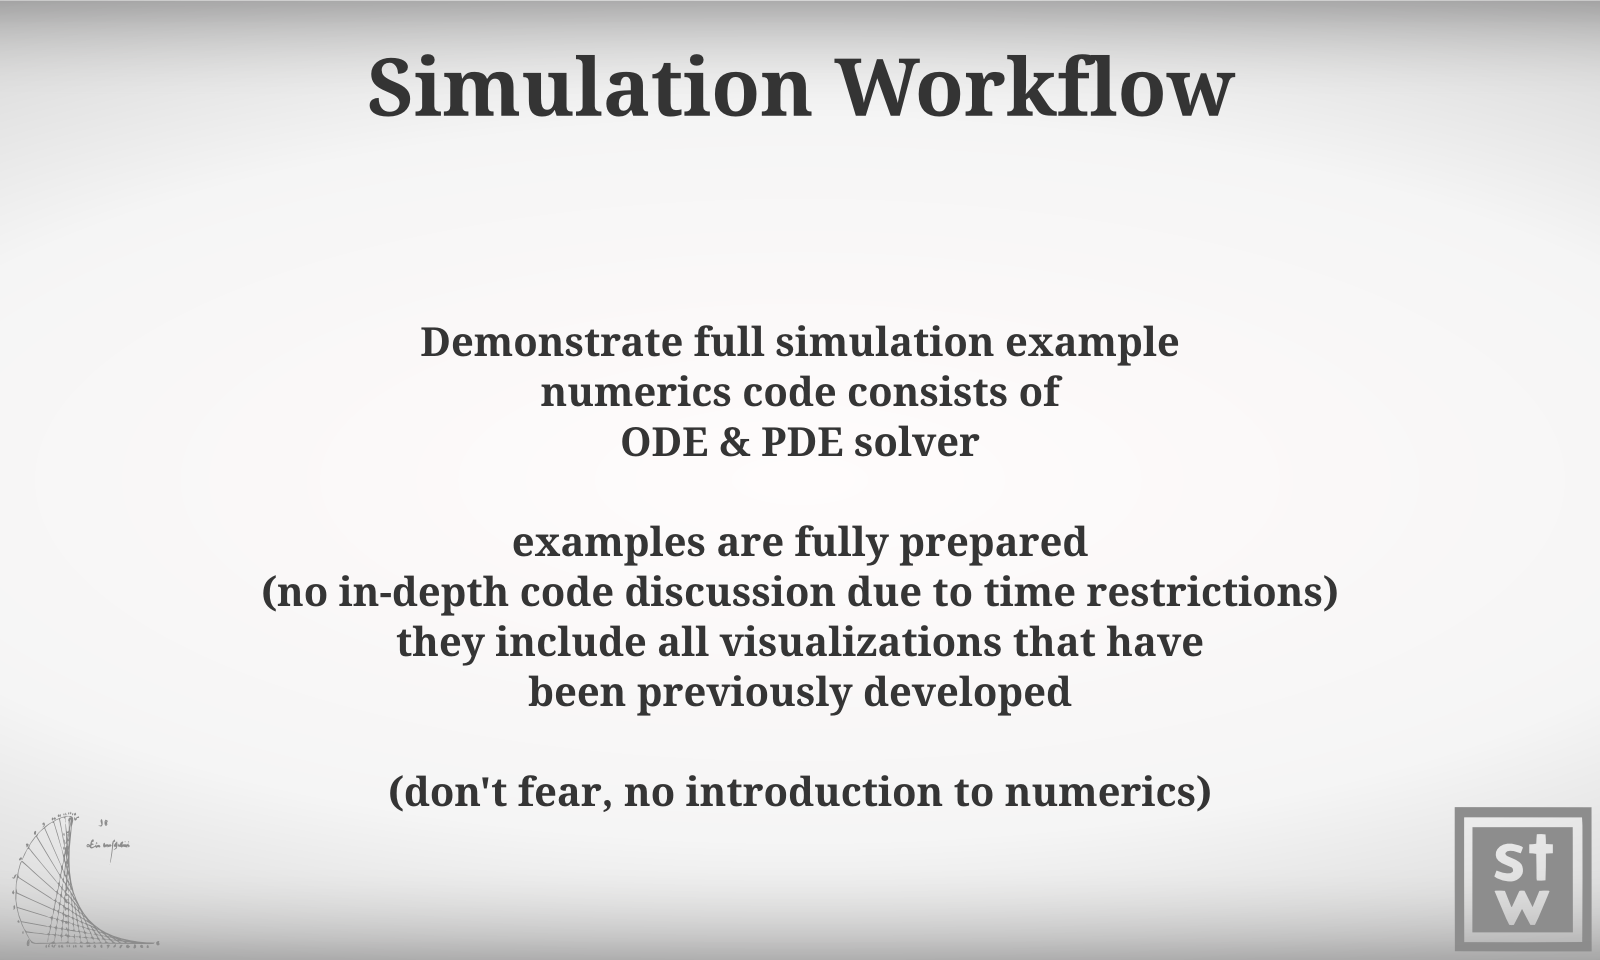 Simulation Workflow
Demonstrate full simulation example
numerics code consists of
ODE & PDE solver
examples are fully prepared
(no in-depth code discussion due to time restrictions)
they include all visualizations that have
been previously developed
(don't fear, no introduction to numerics)
st
w